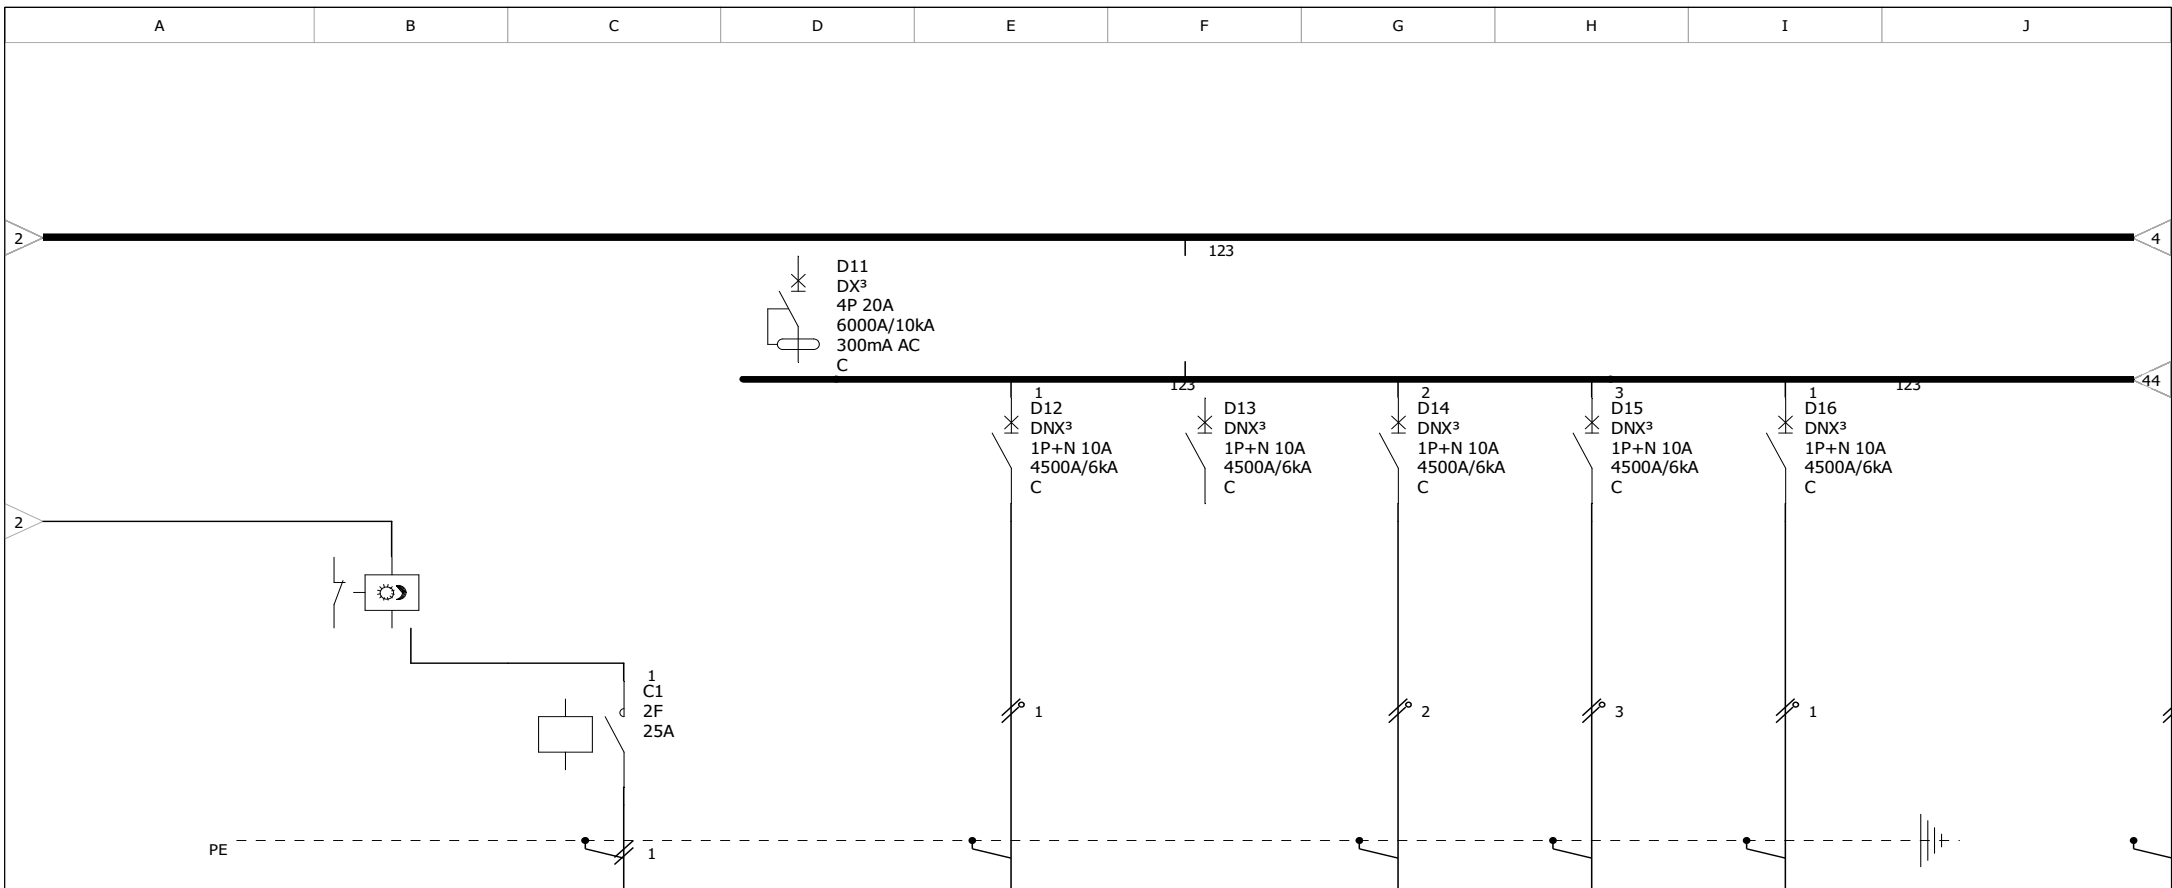 A B C D E F G H I J
2 4
123
D11
DX³
4P 20A
6000A/10kA
300mA AC
C
123 123 44
1 2 3 1
D12 D13 D14 D15 D16
DNX³ DNX³ DNX³ DNX³ DNX³
1P+N 10A 1P+N 10A 1P+N 10A 1P+N 10A 1P+N 10A
4500A/6kA 4500A/6kA 4500A/6kA 4500A/6kA 4500A/6kA
C C C C C
2
1
C1
2F
25A
1 2 3 1
PE 1